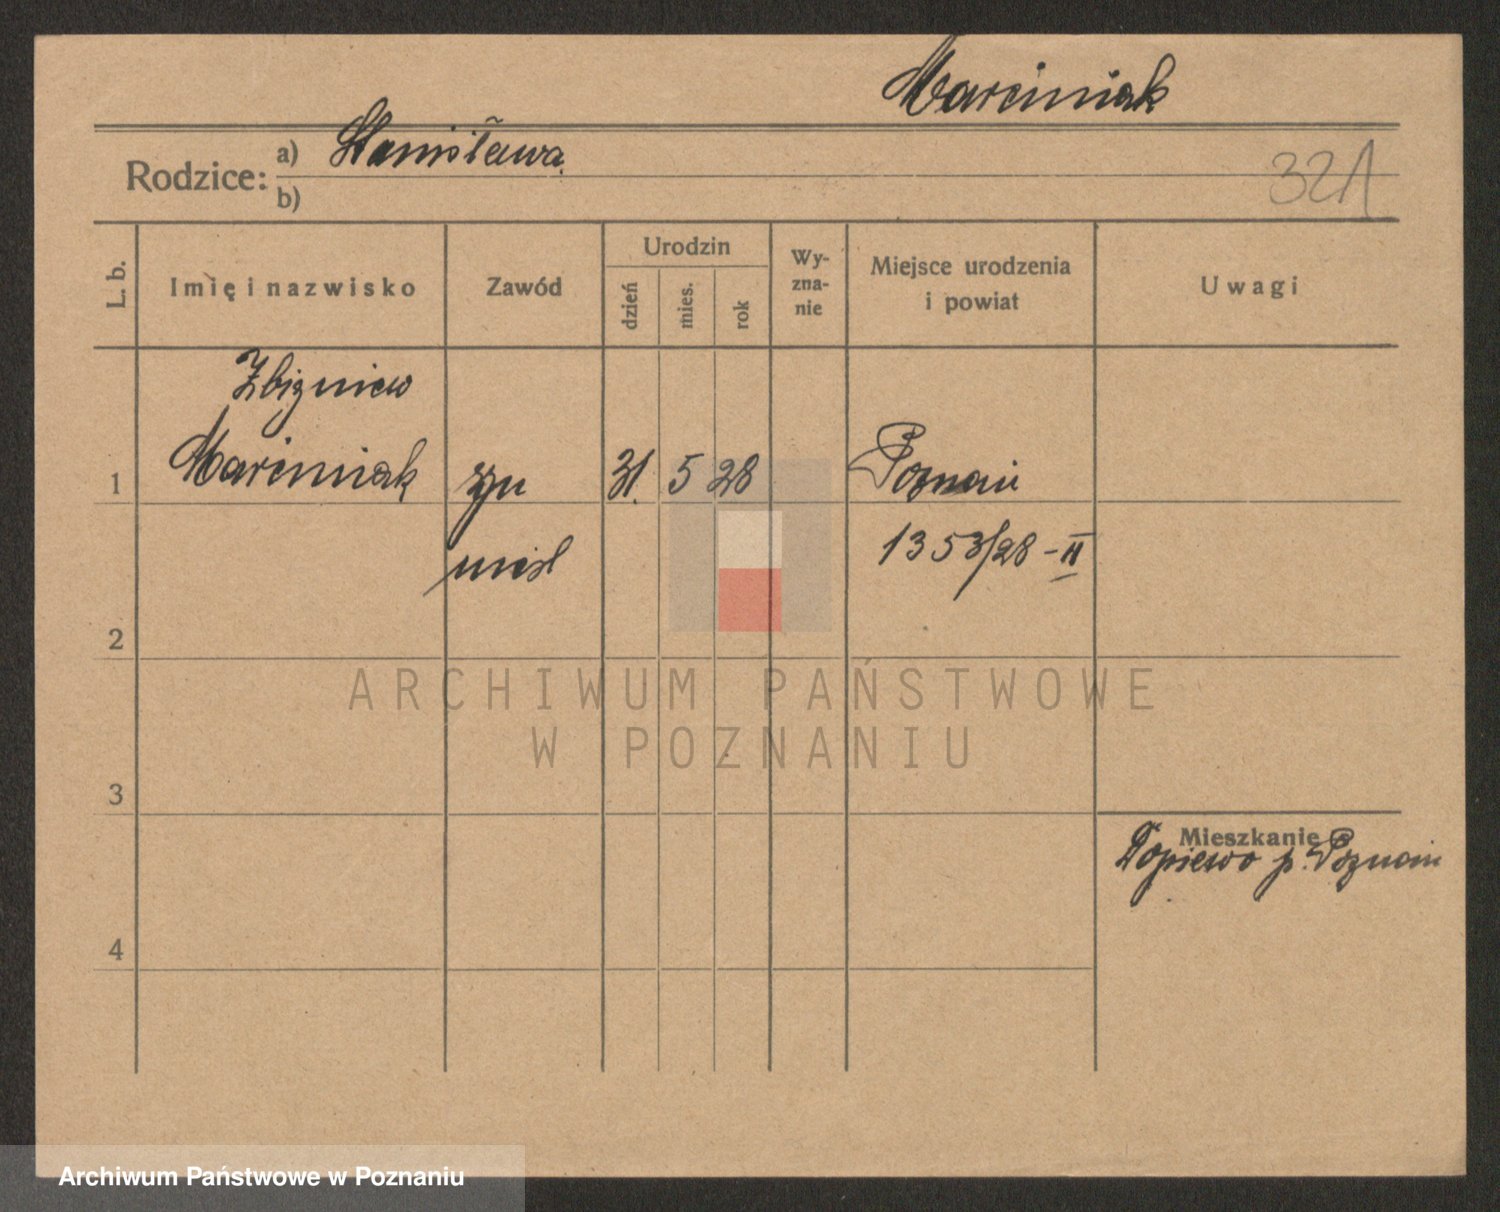 Marciniak
Rodzice: a) Stanisława
b)
321
L. b.
Imię i nazwisko
Zawód
Urodzin
dzień
mies.
rok
Wy-
zna-
nie
Miejsce urodzenia
i powiat
Uwagi
Zbigniew
1 Marciniak 31. 5 28 Poznań
nieśl 1353/28-II
2
3
4
Mieszkanie
Dopiewo p. Poznań
ARCHIWUM PAŃSTWOWE
W POZNANIU
Archiwum Państwowe w Poznaniu